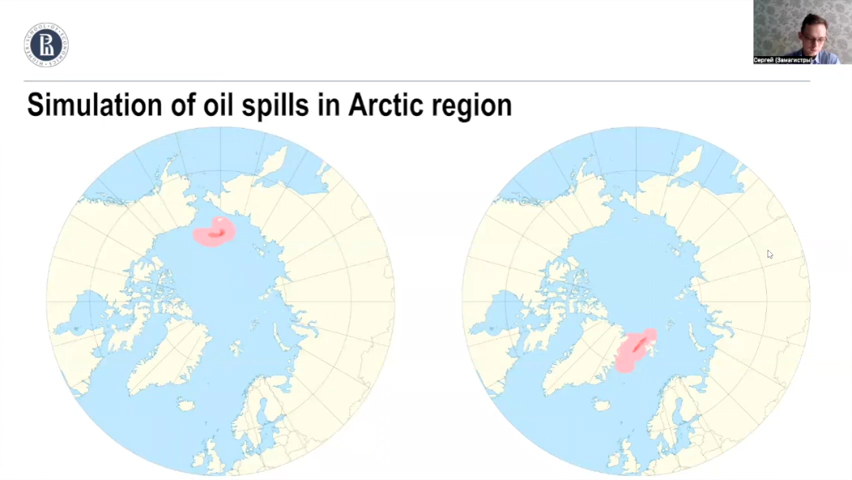 Сергей (Замагистры)
Simulation of oil spills in Arctic region